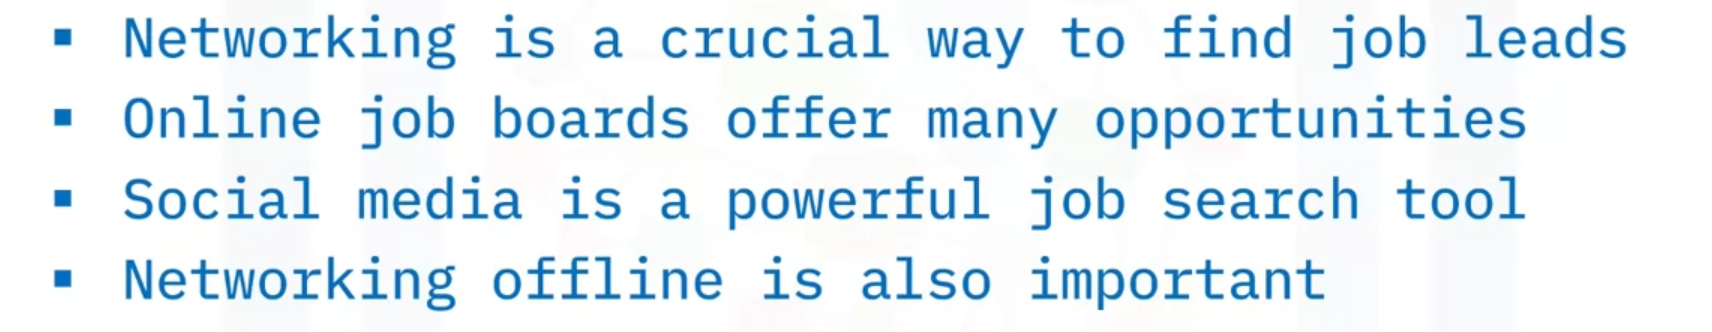 ▪ Networking is a crucial way to find job leads
▪ Online job boards offer many opportunities
▪ Social media is a powerful job search tool
▪ Networking offline is also important